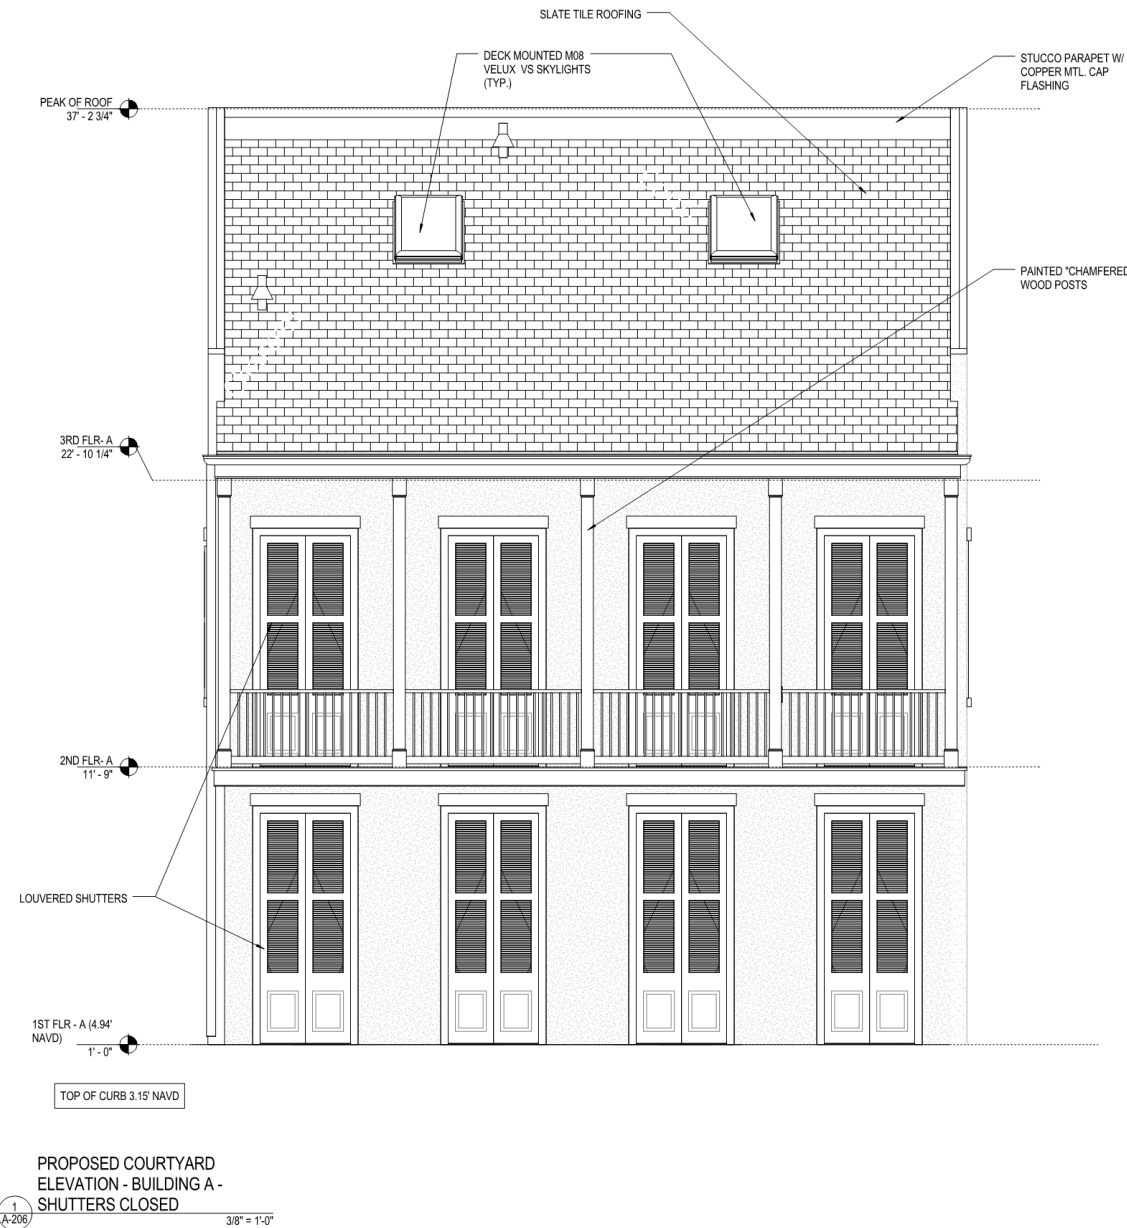 SLATE TILE ROOFING
DECK MOUNTED M08
VELUX VS SKYLIGHTS
(TYP.)
STUCCO PARAPET W/
COPPER MTL. CAP
FLASHING
PEAK OF ROOF
37' - 2 3/4"
PAINTED "CHAMFERED
WOOD POSTS
3RD FLR- A
22' - 10 1/4"
2ND FLR- A
11' - 9"
LOUVERED SHUTTERS
1ST FLR - A (4.94'
NAVD)
1' - 0"
TOP OF CURB 3.15' NAVD
PROPOSED COURTYARD
ELEVATION - BUILDING A -
SHUTTERS CLOSED
1
A-206
3/8" = 1'-0"